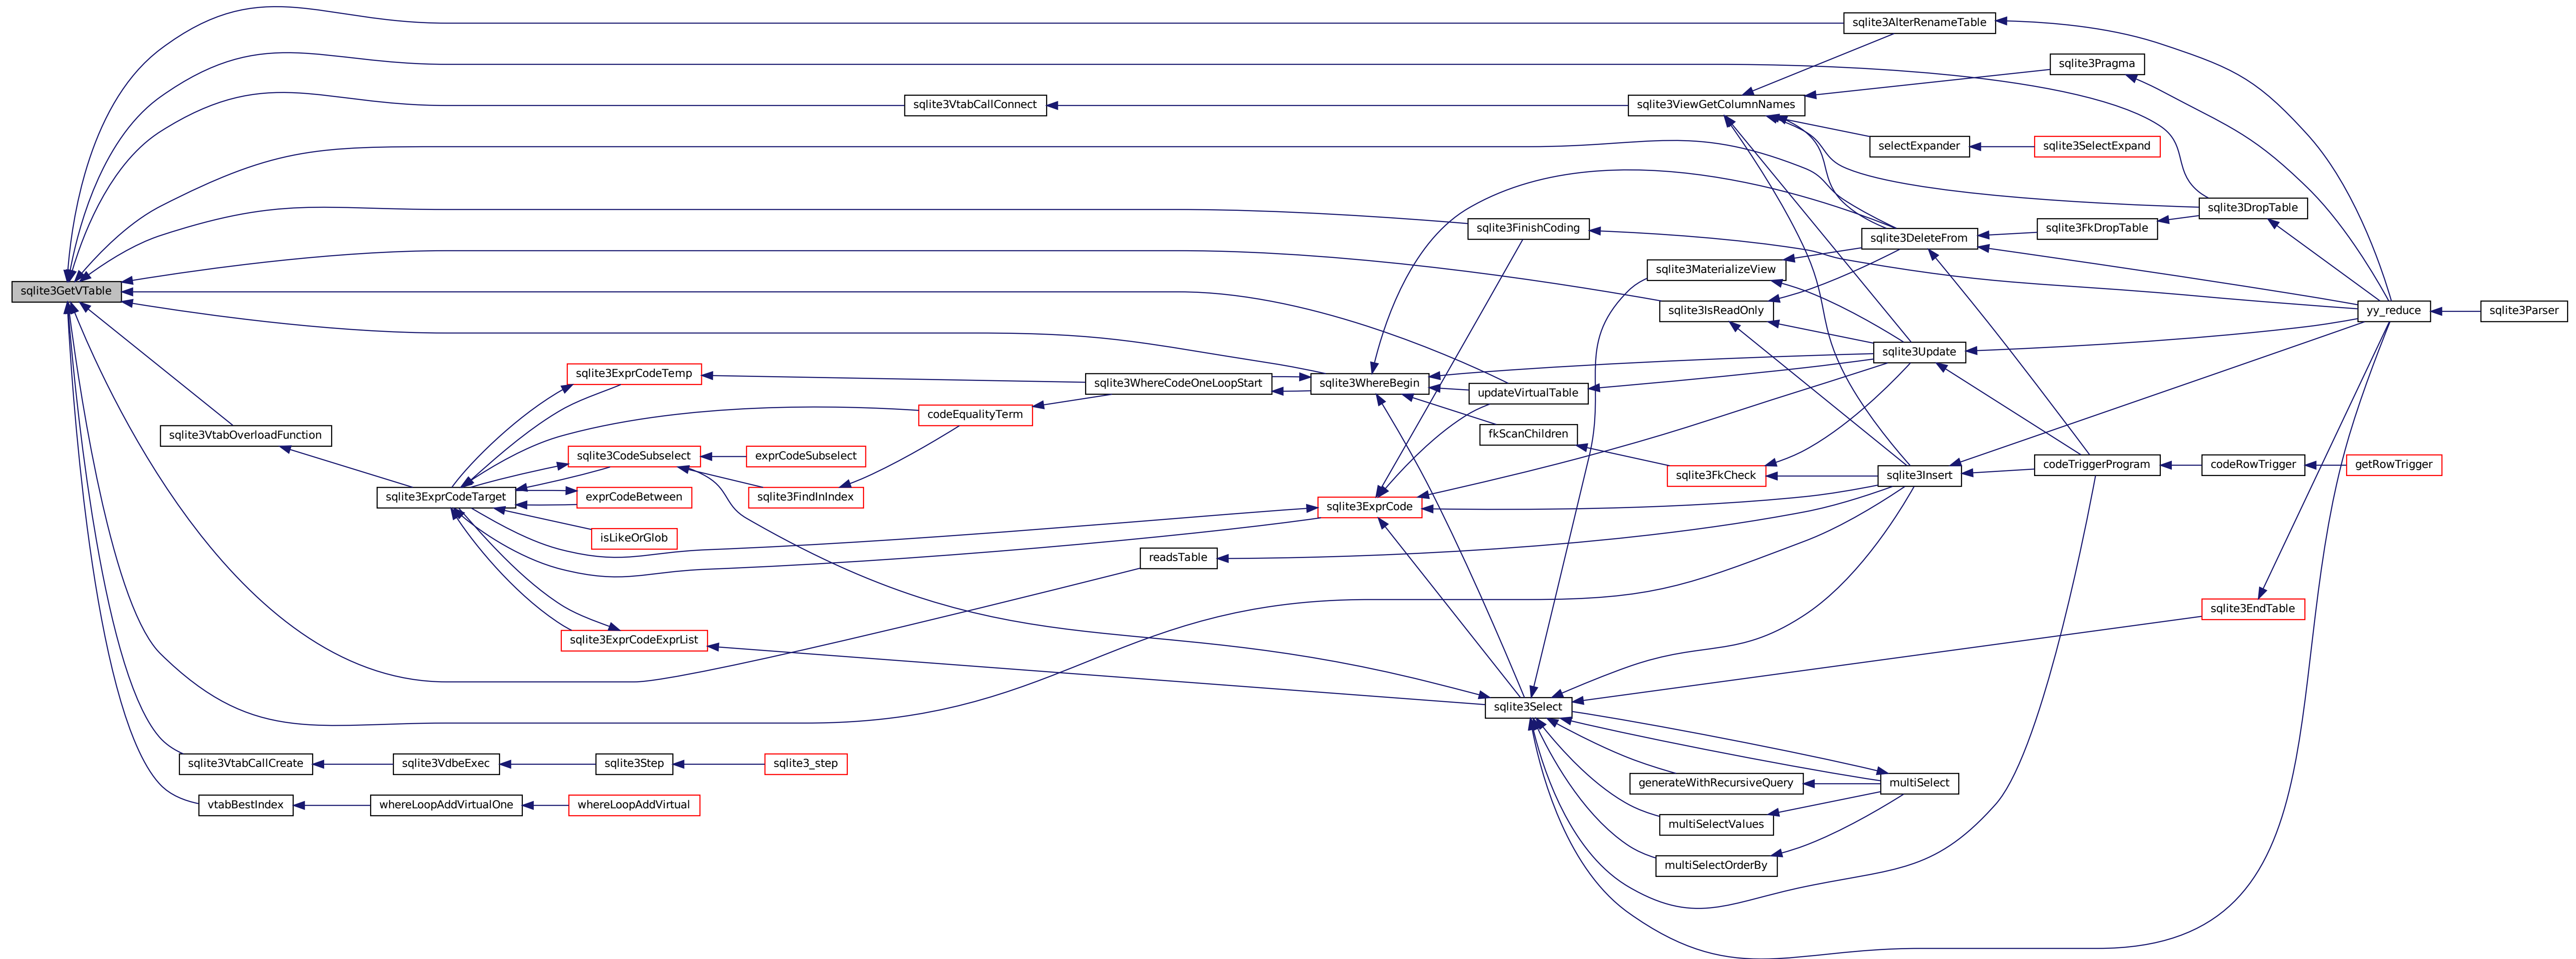 sqlite3AlterRenameTable
sqlite3Pragma
sqlite3VtabCallConnect
sqlite3ViewGetColumnNames
selectExpander
sqlite3SelectExpand
sqlite3DropTable
sqlite3FinishCoding
sqlite3FkDropTable
sqlite3DeleteFrom
sqlite3MaterializeView
sqlite3GetVTable
sqlite3IsReadOnly
yy_reduce
sqlite3Parser
sqlite3Update
sqlite3ExprCodeTemp
sqlite3WhereCodeOneLoopStart
sqlite3WhereBegin
updateVirtualTable
codeEqualityTerm
sqlite3VtabOverloadFunction
fkScanChildren
sqlite3CodeSubselect
exprCodeSubselect
codeTriggerProgram
codeRowTrigger
getRowTrigger
sqlite3FkCheck
sqlite3Insert
sqlite3ExprCodeTarget
exprCodeBetween
sqlite3FindInIndex
sqlite3ExprCode
isLikeOrGlob
readsTable
sqlite3EndTable
sqlite3ExprCodeExprList
sqlite3Select
sqlite3VtabCallCreate
sqlite3VdbeExec
sqlite3Step
sqlite3_step
generateWithRecursiveQuery
multiSelect
vtabBestIndex
whereLoopAddVirtualOne
whereLoopAddVirtual
multiSelectValues
multiSelectOrderBy